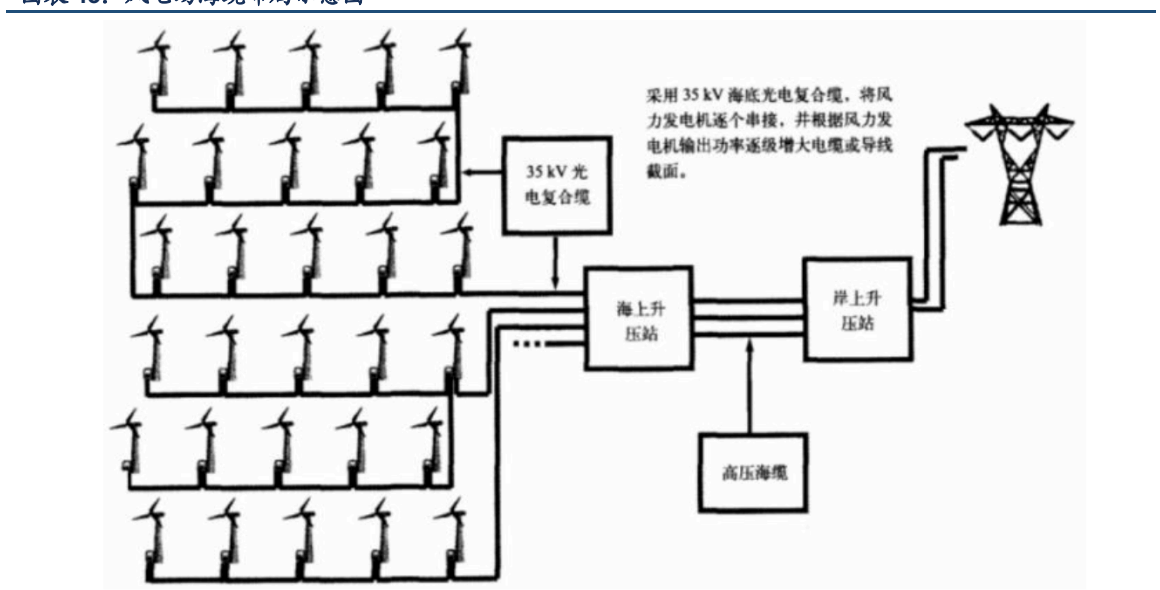 采用 35 kV 海底光电复合缆，将风
力发电机逐个串接，并根据风力发
电机输出功率逐级增大电缆或导线
截面。
35 kV 光
电复合缆
海上升
压站
岸上升
压站
高压海缆